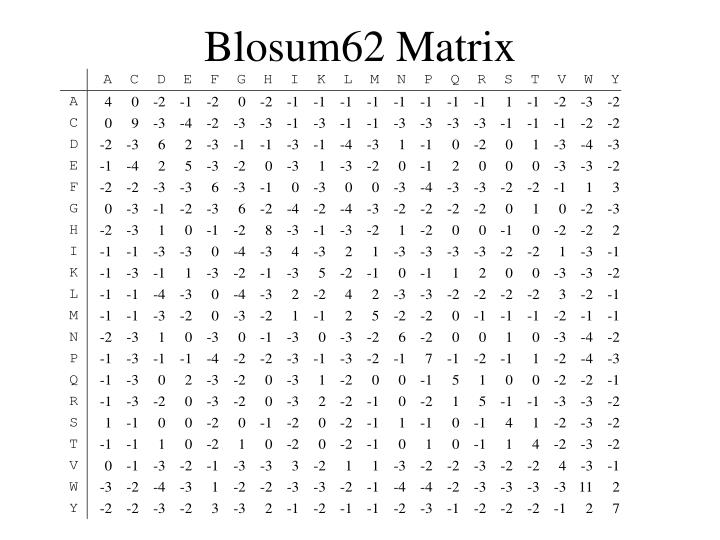 Blosum62 Matrix
A C D E F G H I K L M N P Q R S T V W Y
A 4 0 -2 -1 -2 0 -2 -1 -1 -1 -1 -1 -1 -1 -1 1 -1 -2 -3 -2
C 0 9 -3 -4 -2 -3 -3 -1 -3 -1 -1 -3 -3 -3 -3 -1 -1 -1 -2 -2
D -2 -3 6 2 -3 -1 -1 -3 -1 -4 -3 1 -1 0 -2 0 1 -3 -4 -3
E -1 -4 2 5 -3 -2 0 -3 1 -3 -2 0 -1 2 0 0 0 -3 -3 -2
F -2 -2 -3 -3 6 -3 -1 0 -3 0 0 -3 -4 -3 -3 -2 -2 -1 1 3
G 0 -3 -1 -2 -3 6 -2 -4 -2 -4 -3 -2 -2 -2 -2 0 1 0 -2 -3
H -2 -3 1 0 -1 -2 8 -3 -1 -3 -2 1 -2 0 0 -1 0 -2 -2 2
I -1 -1 -3 -3 0 -4 -3 4 -3 2 1 -3 -3 -3 -3 -2 -2 1 -3 -1
K -1 -3 -1 1 -3 -2 -1 -3 5 -2 -1 0 -1 1 2 0 0 -3 -3 -2
L -1 -1 -4 -3 0 -4 -3 2 -2 4 2 -3 -3 -2 -2 -2 -2 3 -2 -1
M -1 -1 -3 -2 0 -3 -2 1 -1 2 5 -2 -2 0 -1 -1 -1 -2 -1 -1
N -2 -3 1 0 -3 0 -1 -3 0 -3 -2 6 -2 0 0 1 0 -3 -4 -2
P -1 -3 -1 -1 -4 -2 -2 -3 -1 -3 -2 -1 7 -1 -2 -1 1 -2 -4 -3
Q -1 -3 0 2 -3 -2 0 -3 1 -2 0 0 -1 5 1 0 0 -2 -2 -1
R -1 -3 -2 0 -3 -2 0 -3 2 -2 -1 0 -2 1 5 -1 -1 -3 -3 -2
S 1 -1 0 0 -2 0 -1 -2 0 -2 -1 1 -1 0 -1 4 1 -2 -3 -2
T -1 -1 1 0 -2 1 0 -2 0 -2 -1 0 1 0 -1 1 4 -2 -3 -2
V 0 -1 -3 -2 -1 -3 -3 3 -2 1 1 -3 -2 -2 -3 -2 -2 4 -3 -1
W -3 -2 -4 -3 1 -2 -2 -3 -3 -2 -1 -4 -4 -2 -3 -3 -3 -3 11 2
Y -2 -2 -3 -2 3 -3 2 -1 -2 -1 -1 -2 -3 -1 -2 -2 -2 -1 2 7